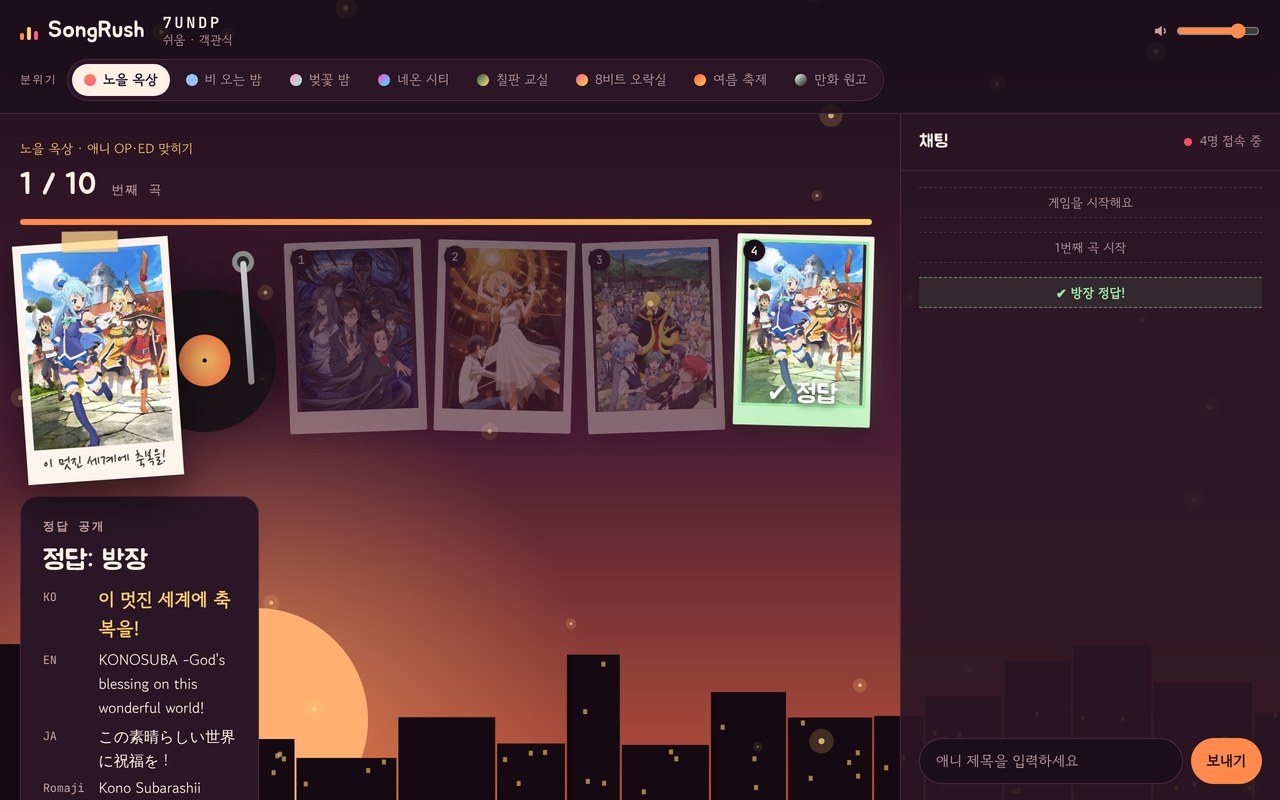 SongRush
7UNDP
쉬움 · 객관식
분위기
노을 옥상
비 오는 밤
벚꽃 밤
네온 시티
칠판 교실
8비트 오락실
여름 축제
만화 원고
노을 옥상 · 애니 OP·ED 맞히기
1 / 10 번째 곡
이 멋진 세계에 축복을!
1
2
3
4
✓ 정답
정답 공개
정답: 방장
KO
이 멋진 세계에 축
복을!
EN
KONOSUBA -God's
blessing on this
wonderful world!
JA
この素晴らしい世界
に祝福を！
Romaji
Kono Subarashii
채팅
4명 접속 중
게임을 시작해요
1번째 곡 시작
✔ 방장 정답!
애니 제목을 입력하세요
보내기